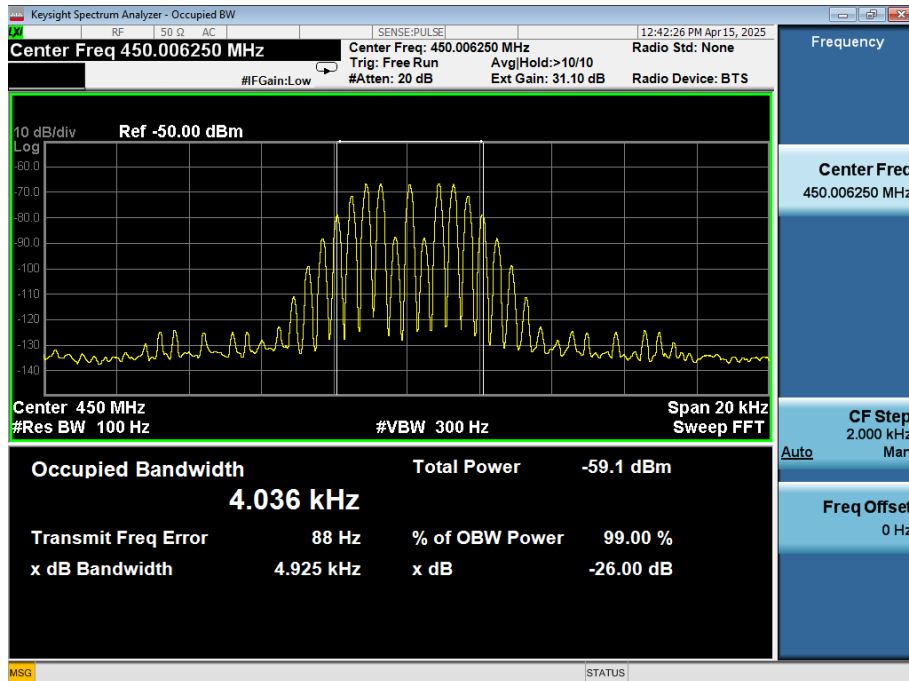 Keysight Spectrum Analyzer - Occupied BW
LXI RF 50 Ω AC SENSE:PULSE 12:42:26 PM Apr 15, 2025
Center Freq 450.006250 MHz
Center Freq: 450.006250 MHz Radio Std: None
Trig: Free Run Avg|Hold:>10/10
#IFGain:Low #Atten: 20 dB Ext Gain: 31.10 dB Radio Device: BTS
10 dB/div Ref -50.00 dBm
Log
-60.0
-70.0
-80.0
-90.0
-100
-110
-120
-130
-140
Center 450 MHz Span 20 kHz
#Res BW 100 Hz #VBW 300 Hz Sweep FFT
Occupied Bandwidth Total Power -59.1 dBm
4.036 kHz
Transmit Freq Error 88 Hz % of OBW Power 99.00 %
x dB Bandwidth 4.925 kHz x dB -26.00 dB
Frequency
Center Freq
450.006250 MHz
CF Step
2.000 kHz
Auto Man
Freq Offset
0 Hz
MSG STATUS